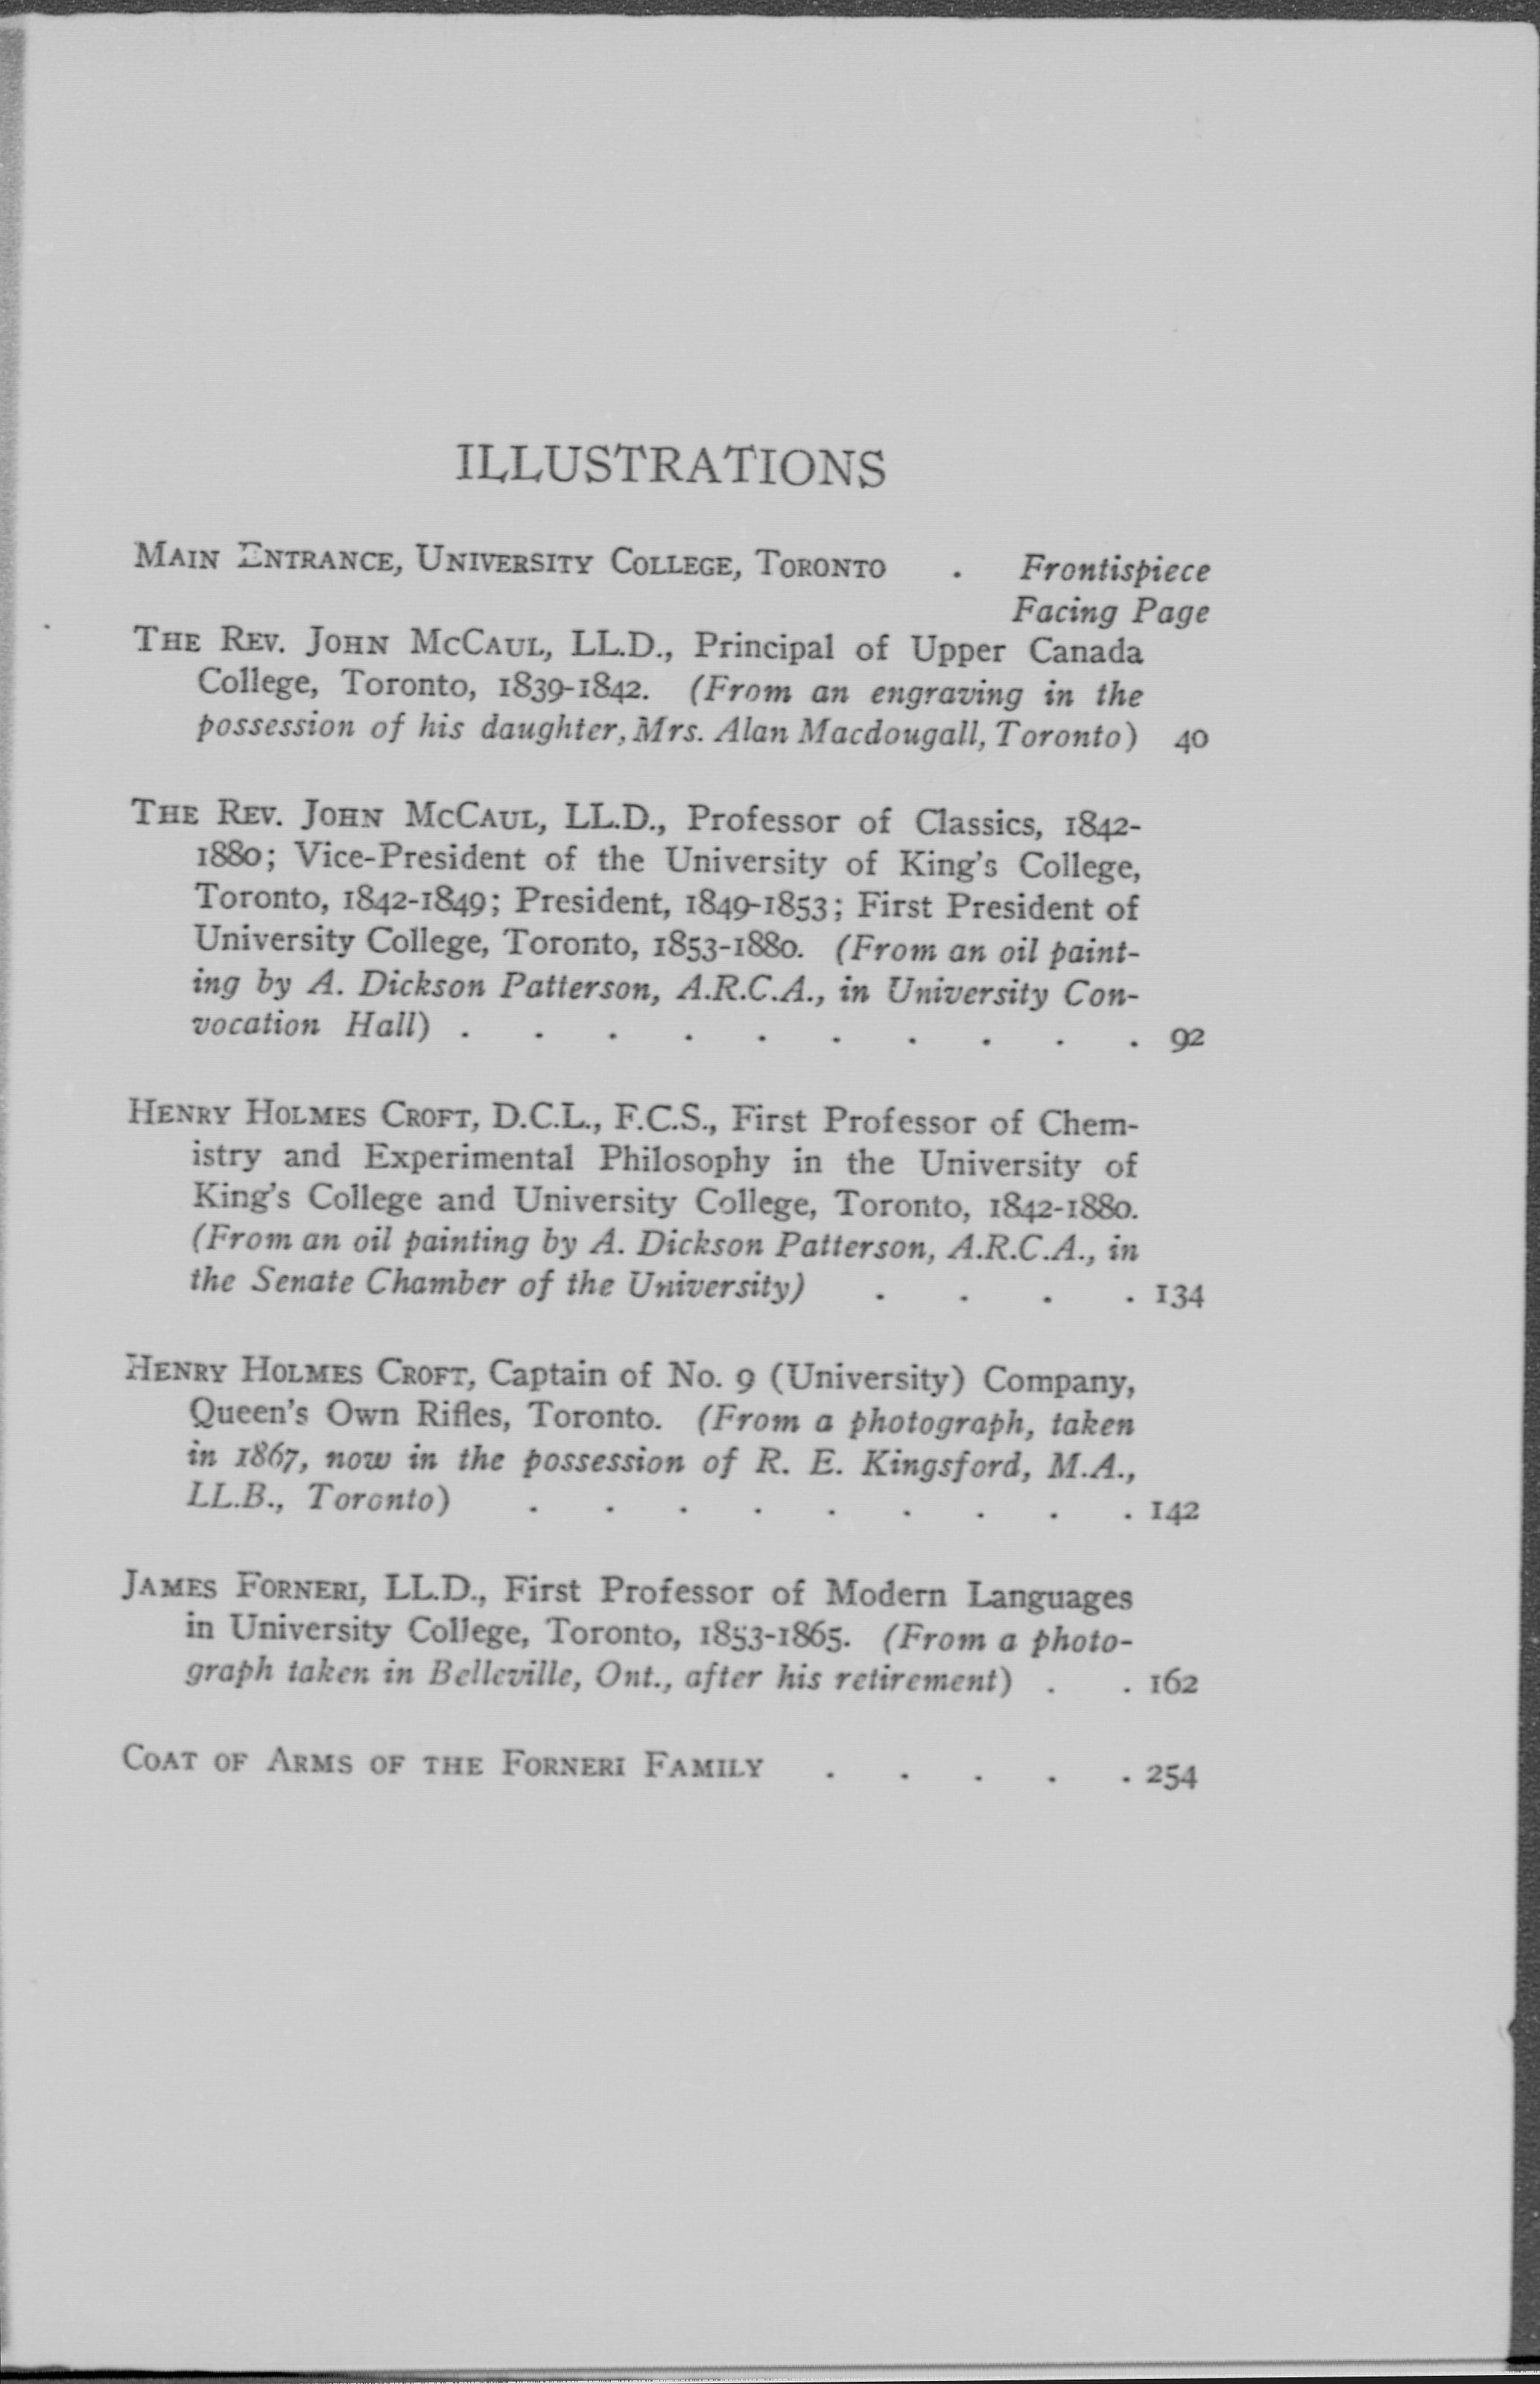 ILLUSTRATIONS
MAIN ENTRANCE, UNIVERSITY COLLEGE, TORONTO . Frontispiece
Facing Page
THE REV. JOHN MCCAUL, LL.D., Principal of Upper Canada
College, Toronto, 1839-1842. (From an engraving in the
possession of his daughter, Mrs. Alan Macdougall, Toronto) 40
THE REV. JOHN MCCAUL, LL.D., Professor of Classics, 1842-
1880; Vice-President of the University of King's College,
Toronto, 1842-1849; President, 1849-1853; First President of
University College, Toronto, 1853-1880. (From an oil paint-
ing by A. Dickson Patterson, A.R.C.A., in University Con-
vocation Hall) . . . . . . . . . . 92
HENRY HOLMES CROFT, D.C.L., F.C.S., First Professor of Chem-
istry and Experimental Philosophy in the University of
King's College and University College, Toronto, 1842-1880.
(From an oil painting by A. Dickson Patterson, A.R.C.A., in
the Senate Chamber of the University) . . . . 134
HENRY HOLMES CROFT, Captain of No. 9 (University) Company,
Queen's Own Rifles, Toronto. (From a photograph, taken
in 1867, now in the possession of R. E. Kingsford, M.A.,
LL.B., Toronto) . . . . . . . . . 142
JAMES FORNERI, LL.D., First Professor of Modern Languages
in University College, Toronto, 1853-1865. (From a photo-
graph taken in Belleville, Ont., after his retirement) . . 162
COAT OF ARMS OF THE FORNERI FAMILY . . . . . 254